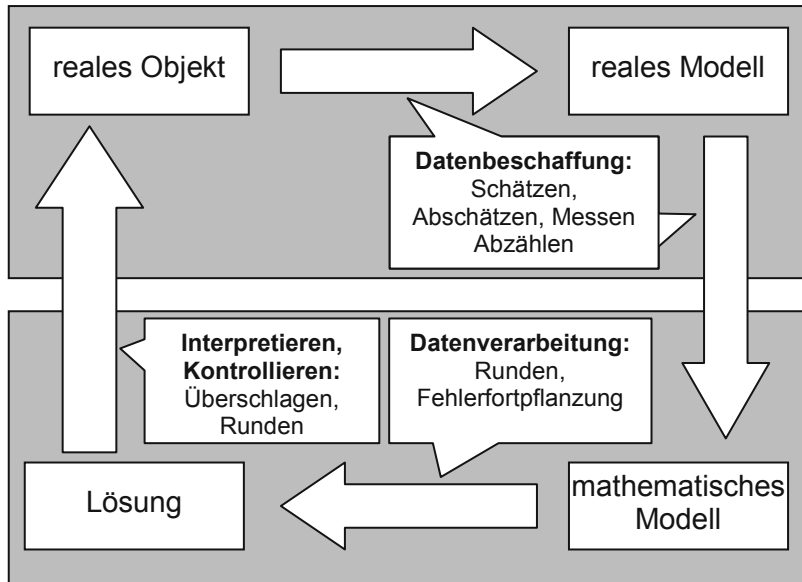 reales Objekt
reales Modell
Datenbeschaffung:
Schätzen,
Abschätzen, Messen
Abzählen
Interpretieren,
Kontrollieren:
Überschlagen,
Runden
Datenverarbeitung:
Runden,
Fehlerfortpflanzung
Lösung
mathematisches
Modell